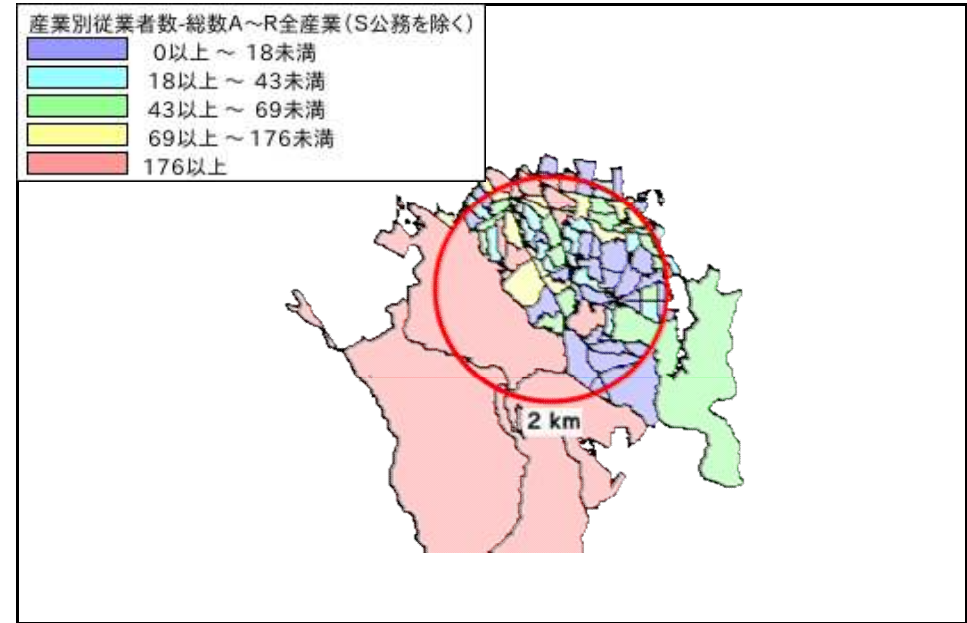 産業別従業者数-総数A～R全産業(S公務を除く)
0以上 ～ 18未満
18以上 ～ 43未満
43以上 ～ 69未満
69以上 ～ 176未満
176以上
2 km